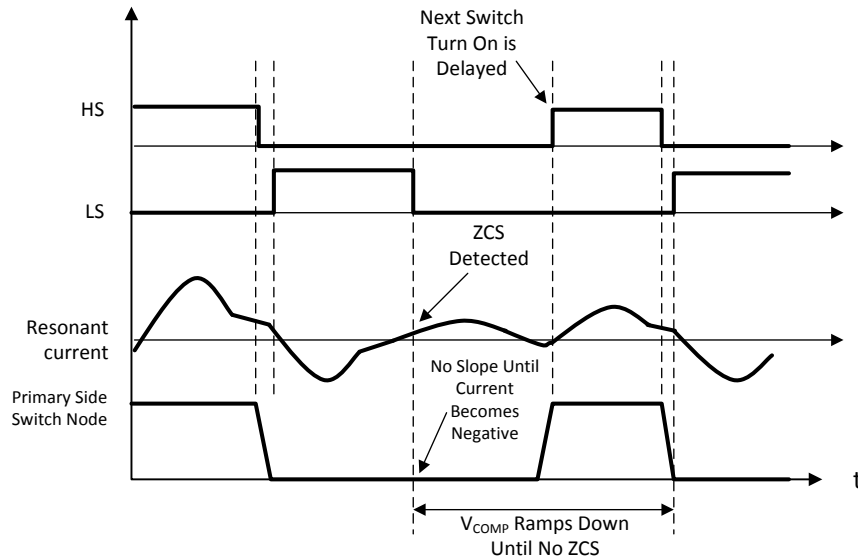 Next Switch
Turn On is
Delayed
HS
LS
ZCS
Detected
Resonant
current
No Slope Until
Current
Becomes
Negative
Primary Side
Switch Node
t
VCOMP Ramps Down
Until No ZCS